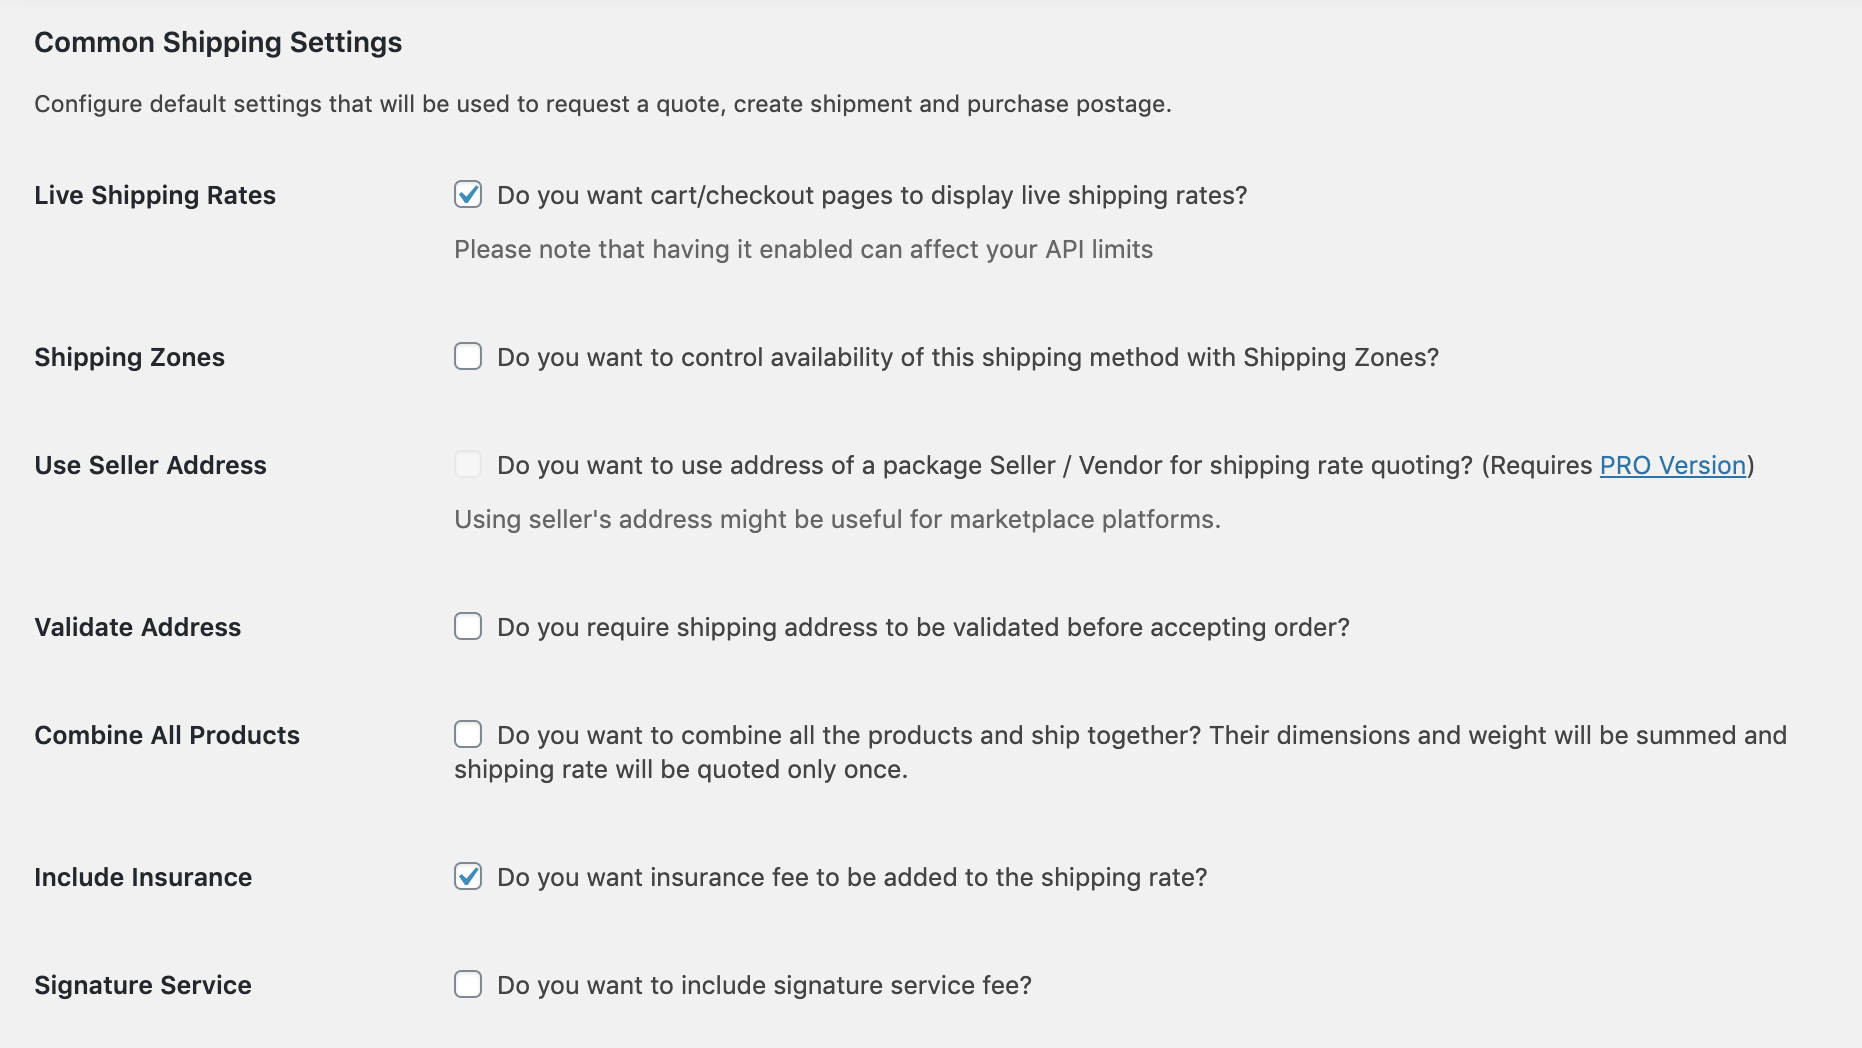 Common Shipping Settings
Configure default settings that will be used to request a quote, create shipment and purchase postage.
Live Shipping Rates
Do you want cart/checkout pages to display live shipping rates?
Please note that having it enabled can affect your API limits
Shipping Zones
Do you want to control availability of this shipping method with Shipping Zones?
Use Seller Address
Do you want to use address of a package Seller / Vendor for shipping rate quoting? (Requires PRO Version)
Using seller's address might be useful for marketplace platforms.
Validate Address
Do you require shipping address to be validated before accepting order?
Combine All Products
Do you want to combine all the products and ship together? Their dimensions and weight will be summed and
shipping rate will be quoted only once.
Include Insurance
Do you want insurance fee to be added to the shipping rate?
Signature Service
Do you want to include signature service fee?